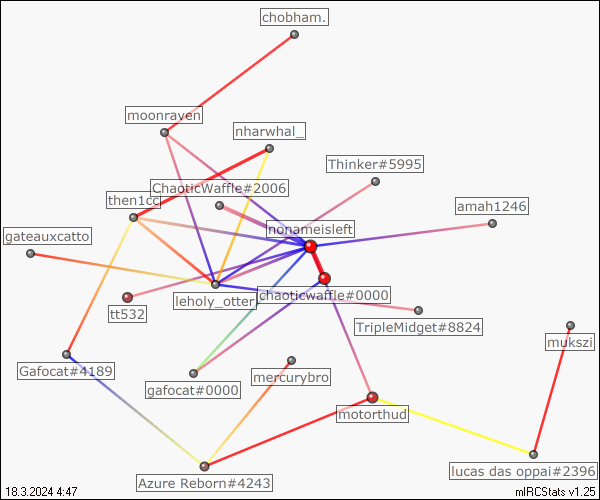 chobham.
moonraven
nharwhal_
Thinker#5995
ChaoticWaffle#2006
then1cc
amah1246
nonameisleft
gateauxcatto
leholy_otter
chaoticwaffle#0000
tt532
TripleMidget#8824
mukszi
Gafocat#4189
mercurybro
gafocat#0000
motorthud
lucas das oppai#2396
Azure Reborn#4243
18.3.2024 4:47
mIRCStats v1.25